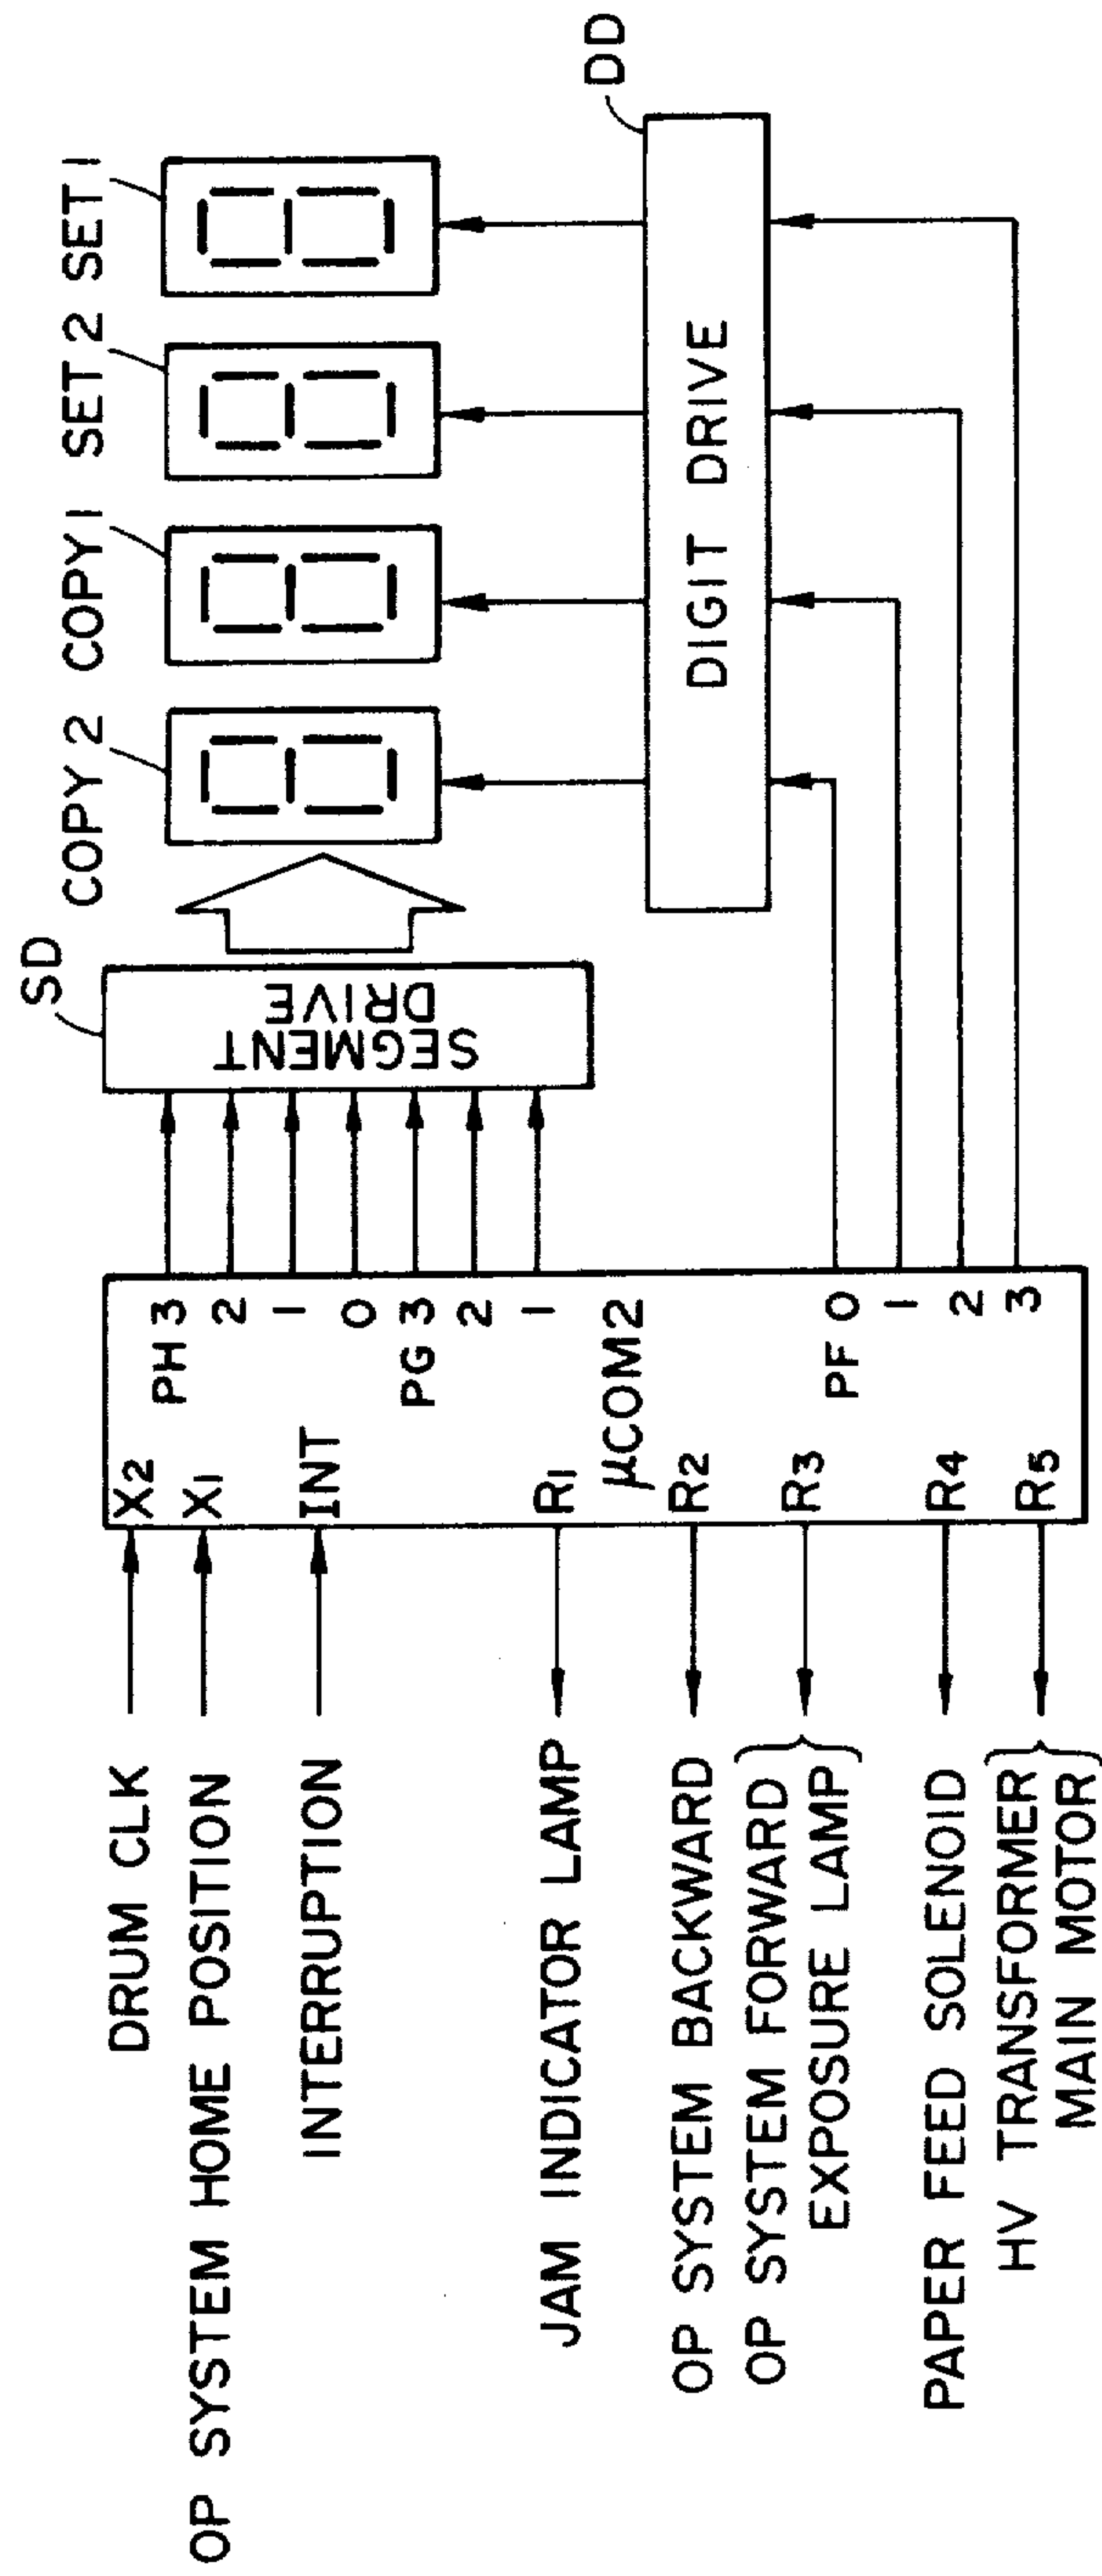 DRUM CLK
OP SYSTEM HOME POSITION
INTERRUPTION
JAM INDICATOR LAMP
OP SYSTEM BACKWARD
OP SYSTEM FORWARD
EXPOSURE LAMP
PAPER FEED SOLENOID
HV TRANSFORMER
MAIN MOTOR
X2
X1
INT
R1
μCOM2
R2
R3
R4
R5
PH 3
2
1
0
PG 3
2
1
PF 0
1
2
3
SD
SEGMENT
DRIVE
COPY 2
COPY 1
SET 2
SET 1
DIGIT DRIVE
DD